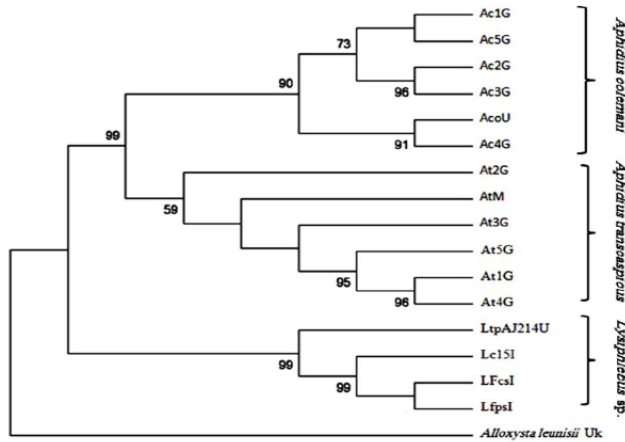 Ac1G
73
Ac5G
Ac2G
90
96
Ac3G
AcoU
99
91
Ac4G
Aphidius colemani
At2G
59
AtM
At3G
At5G
95
At1G
96
At4G
Aphidius transcaspicus
LtpAJ214U
99
Lc15I
99
LFcsI
LfpsI
Lysiphlebus sp.
Alloxysta leunisii Uk